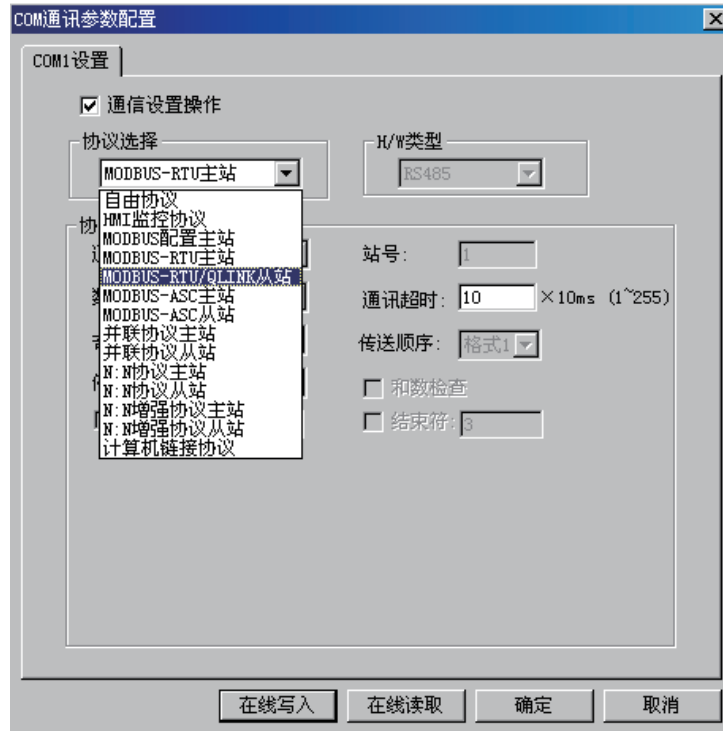 COM通讯参数配置
COM1设置
通信设置操作
协议选择
H/W类型
MODBUS-RTU主站
RS485
自由协议
HMI监控协议
MODBUS配置主站
MODBUS-RTU主站
MODBUS-RTU/QLINK从站
MODBUS-ASC主站
MODBUS-ASC从站
并联协议主站
并联协议从站
N:N协议主站
N:N协议从站
N:N增强协议主站
N:N增强协议从站
计算机链接协议
协
站号: 1
通讯超时: 10 ×10ms (1~255)
传送顺序: 格式1
和数检查
结束符: 3
在线写入 在线读取 确定 取消